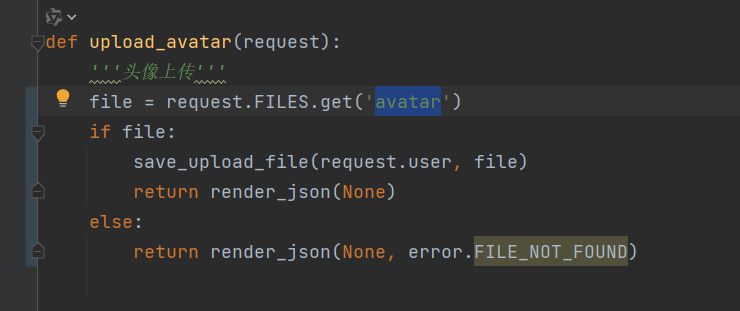 def upload_avatar(request):
    '''头像上传'''
    file = request.FILES.get('avatar')
    if file:
        save_upload_file(request.user, file)
        return render_json(None)
    else:
        return render_json(None, error.FILE_NOT_FOUND)